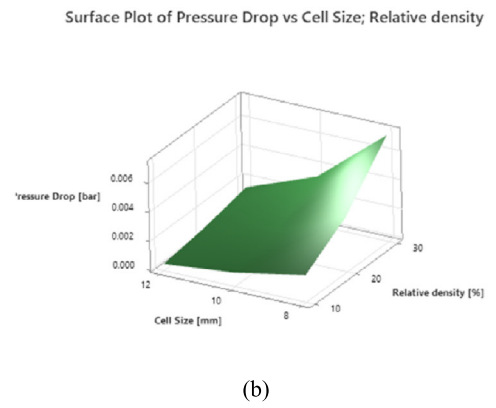 Surface Plot of Pressure Drop vs Cell Size; Relative density
0.006
0.004
0.002
0.000
ressure Drop [bar]
12
10
8
Cell Size [mm]
10
20
30
Relative density [%]
(b)